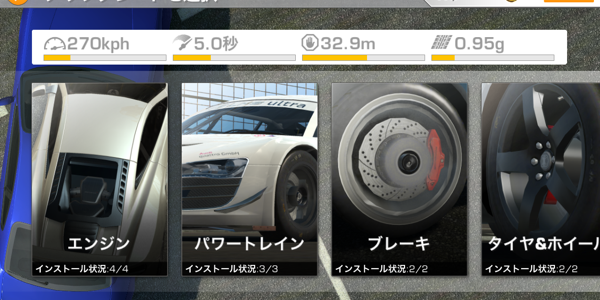 270kph
5.0秒
32.9m
0.95g
ultra
エンジン
インストール状況:4/4
パワートレイン
インストール状況:3/3
ブレーキ
インストール状況:2/2
タイヤ&ホイール
インストール状況:2/2